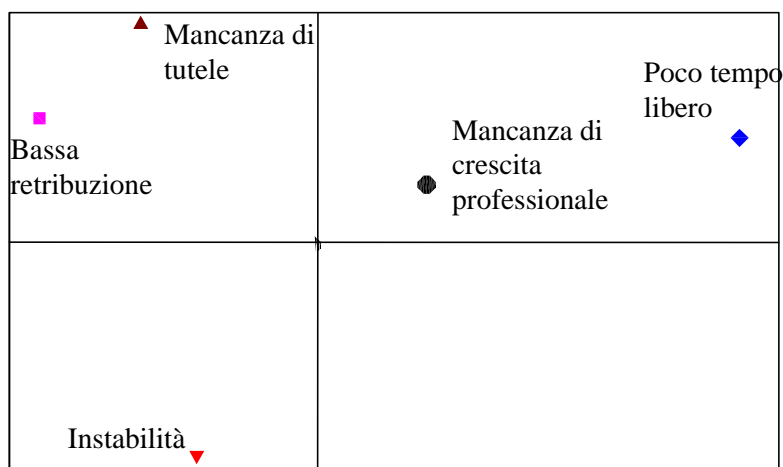 Mancanza di
tutele
Poco tempo
libero
Mancanza di
crescita
professionale
Bassa
retribuzione
Instabilità